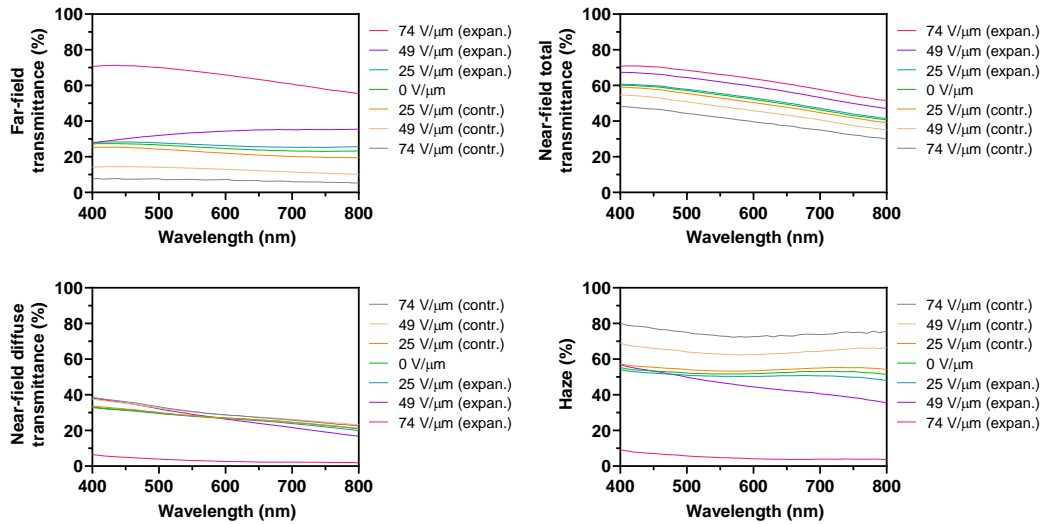 100
80
60
40
20
0
400 500 600 700 800
Wavelength (nm)
Far-field
transmittance (%)
74 V/μm (expan.)
49 V/μm (expan.)
25 V/μm (expan.)
0 V/μm
25 V/μm (contr.)
49 V/μm (contr.)
74 V/μm (contr.)
100
80
60
40
20
0
400 500 600 700 800
Wavelength (nm)
Near-field total
transmittance (%)
74 V/μm (expan.)
49 V/μm (expan.)
25 V/μm (expan.)
0 V/μm
25 V/μm (contr.)
49 V/μm (contr.)
74 V/μm (contr.)
100
80
60
40
20
0
400 500 600 700 800
Wavelength (nm)
Near-field diffuse
transmittance (%)
74 V/μm (contr.)
49 V/μm (contr.)
25 V/μm (contr.)
0 V/μm
25 V/μm (expan.)
49 V/μm (expan.)
74 V/μm (expan.)
100
80
60
40
20
0
400 500 600 700 800
Wavelength (nm)
Haze (%)
74 V/μm (contr.)
49 V/μm (contr.)
25 V/μm (contr.)
0 V/μm
25 V/μm (expan.)
49 V/μm (expan.)
74 V/μm (expan.)